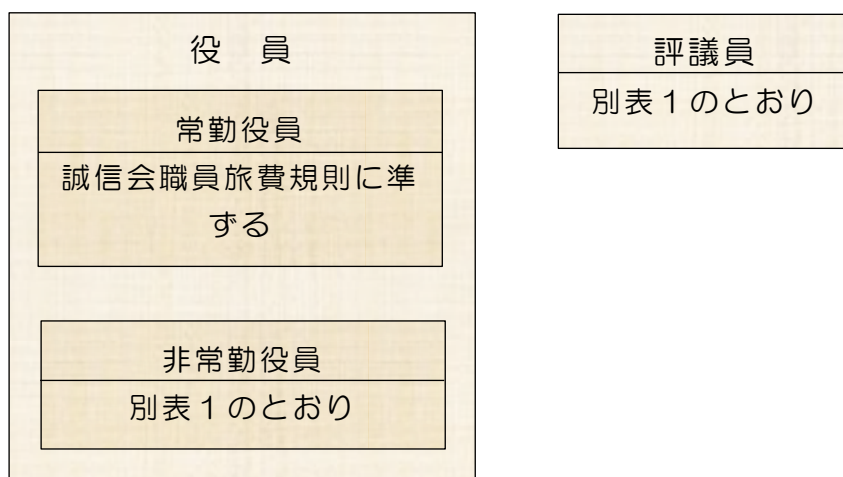 役　員
常勤役員
誠信会職員旅費規則に準
ずる
非常勤役員
別表１のとおり
評議員
別表１のとおり